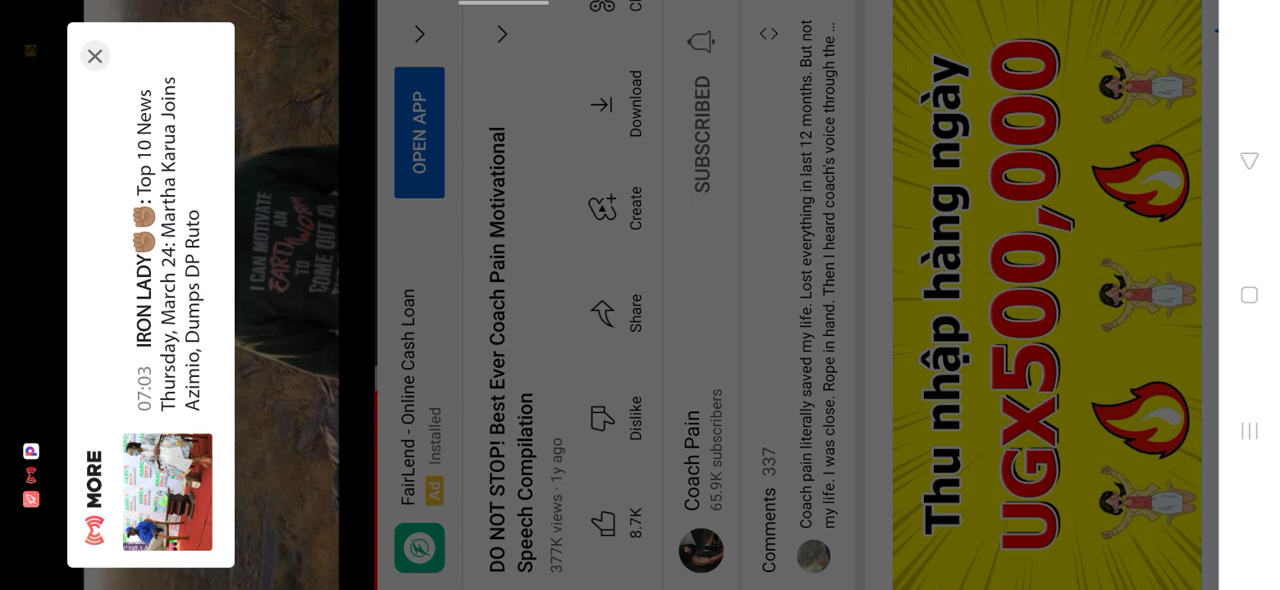 MORE
07:03 IRON LADY✊🏾✊🏾: Top 10 News
Thursday, March 24: Martha Karua Joins
Azimio, Dumps DP Ruto
I CAN MOTIVATE
AN
EARTHWORM
TO
COME OUT O
FairLend - Online Cash Loan
Ad Installed
OPEN APP
DO NOT STOP! Best Ever Coach Pain Motivational
Speech Compilation
377K views · 1y ago
8.7K
Dislike
Share
Create
Download
Coach Pain
65.9K subscribers
SUBSCRIBED
Comments 337
Coach pain literally saved my life. Lost everything in last 12 months. But not
my life. I was close. Rope in hand. Then I heard coach's voice through the ...
Thu nhập hàng ngày
UGX500,000